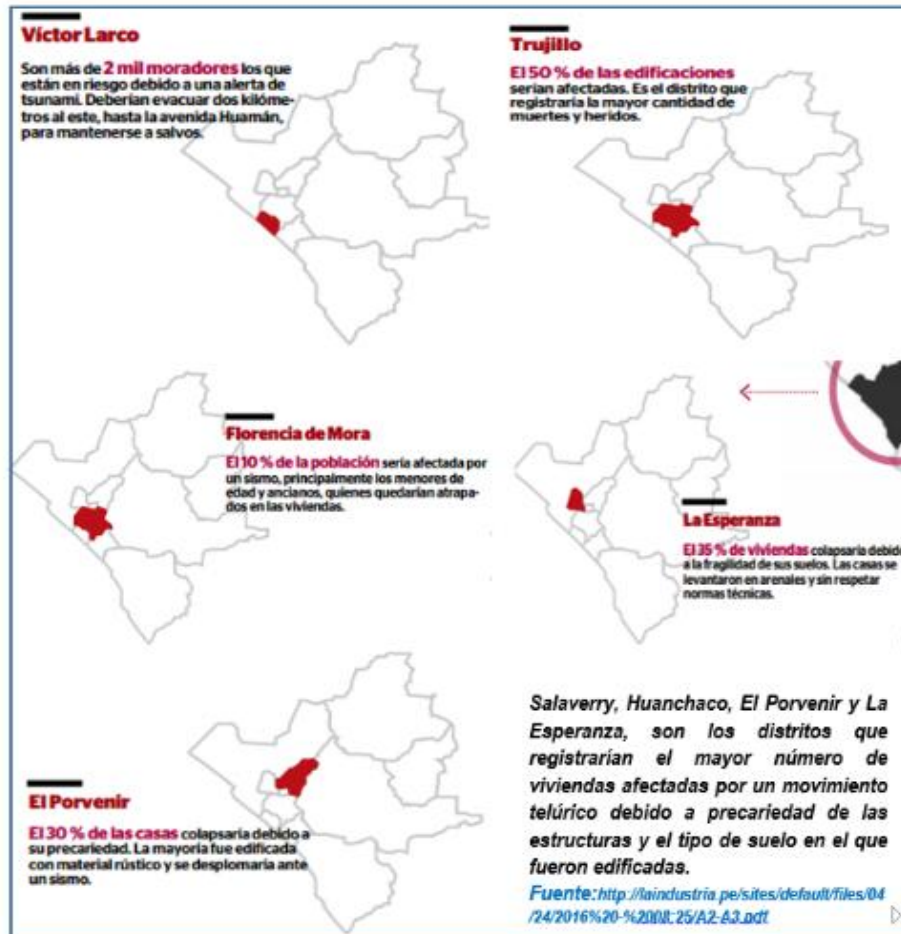 Víctor Larco
Son más de 2 mil moradores los que
están en riesgo debido a una alerta de
tsunami. Deberían evacuar dos kilóme-
tros al este, hasta la avenida Huamán,
para mantenerse a salvos.
Trujillo
El 50 % de las edificaciones
serían afectadas. Es el distrito que
registraría la mayor cantidad de
muertes y heridos.
Florencia de Mora
El 10 % de la población sería afectada por
un sismo, principalmente los menores de
edad y ancianos, quienes quedarían atrapa-
dos en las viviendas.
La Esperanza
El 35 % de viviendas colapsaría debido
a la fragilidad de sus suelos. Las casas se
levantaron en arenales y sin respetar
normas técnicas.
El Porvenir
El 30 % de las casas colapsaría debido a
su precariedad. La mayoría fue edificada
con material rústico y se desplomaría ante
un sismo.
Salaverry, Huanchaco, El Porvenir y La
Esperanza, son los distritos que
registrarían el mayor número de
viviendas afectadas por un movimiento
telúrico debido a precariedad de las
estructuras y el tipo de suelo en el que
fueron edificadas.
Fuente:http://laindustria.pe/sites/default/files/04
/24/2016%20-%2008:25/A2-A3.pdf